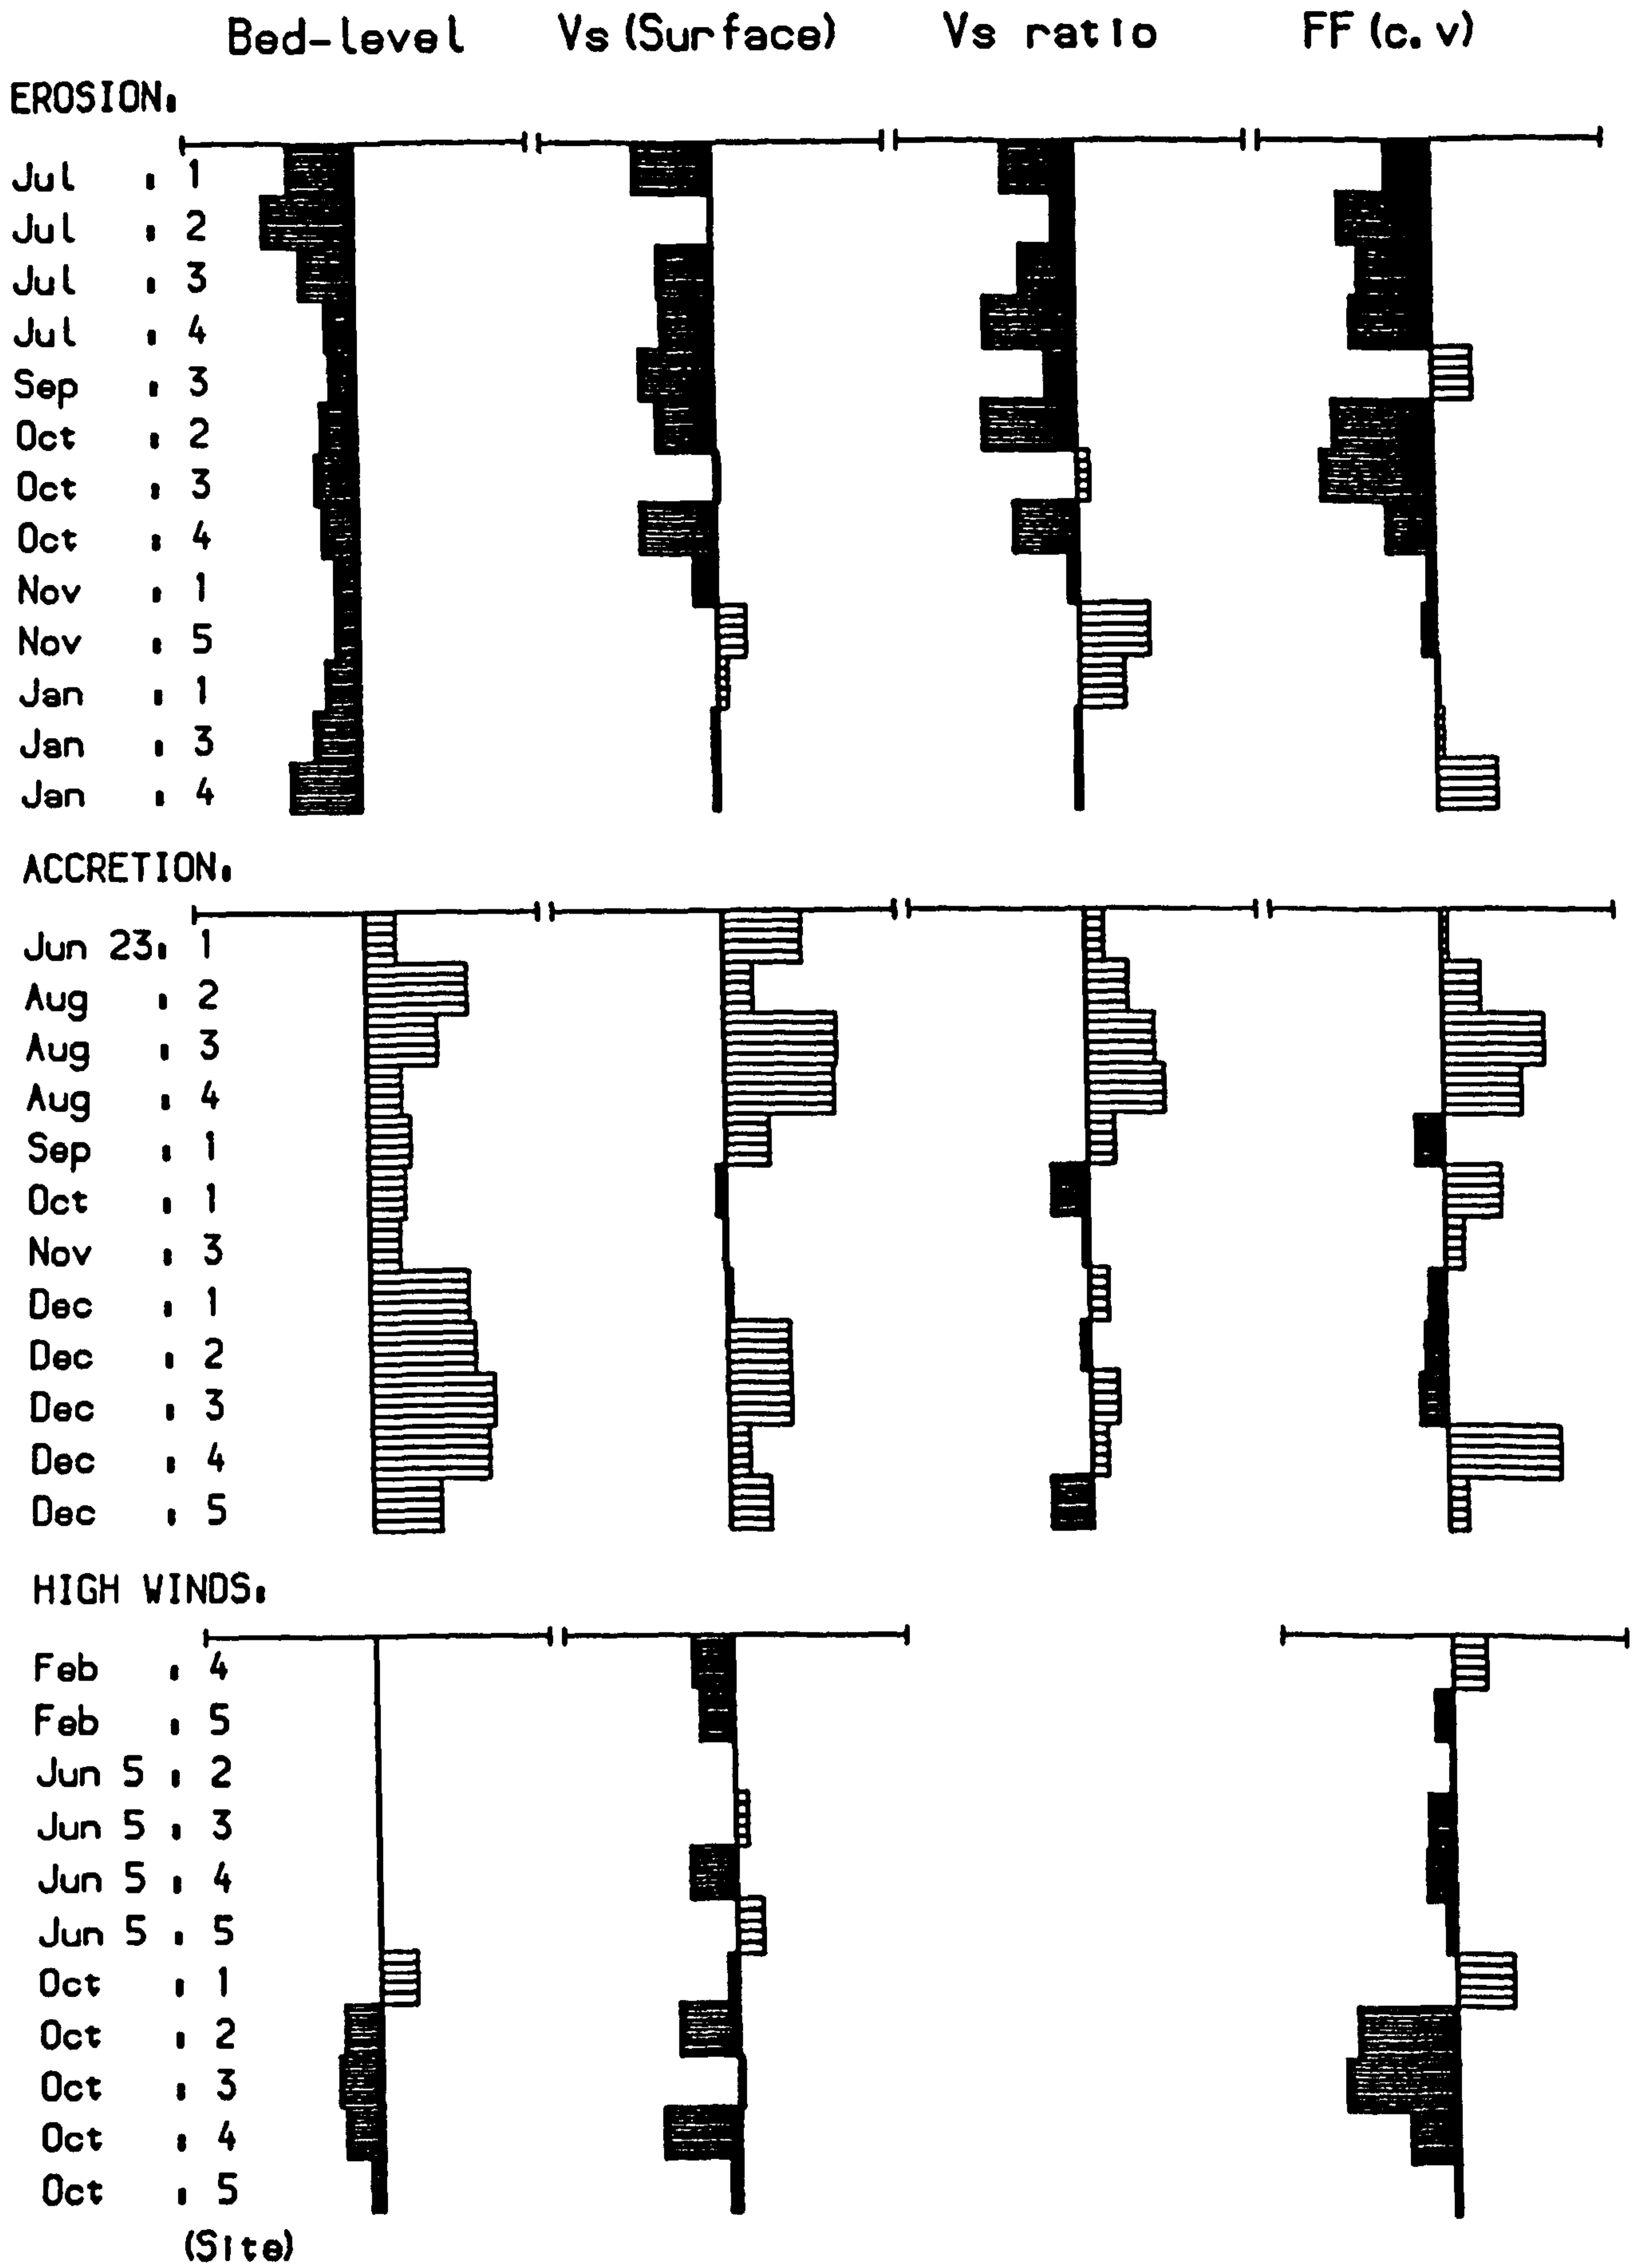 Bed-level Vs (Surface) Vs ratio FF (c.v)
EROSION:
Jul : 1
Jul : 2
Jul : 3
Jul : 4
Sep : 3
Oct : 2
Oct : 3
Oct : 4
Nov : 1
Nov : 5
Jan : 1
Jan : 3
Jan : 4
ACCRETION:
Jun 23: 1
Aug : 2
Aug : 3
Aug : 4
Sep : 1
Oct : 1
Nov : 3
Dec : 1
Dec : 2
Dec : 3
Dec : 4
Dec : 5
HIGH WINDS:
Feb : 4
Feb : 5
Jun 5 : 2
Jun 5 : 3
Jun 5 : 4
Jun 5 : 5
Oct : 1
Oct : 2
Oct : 3
Oct : 4
Oct : 5
(Site)